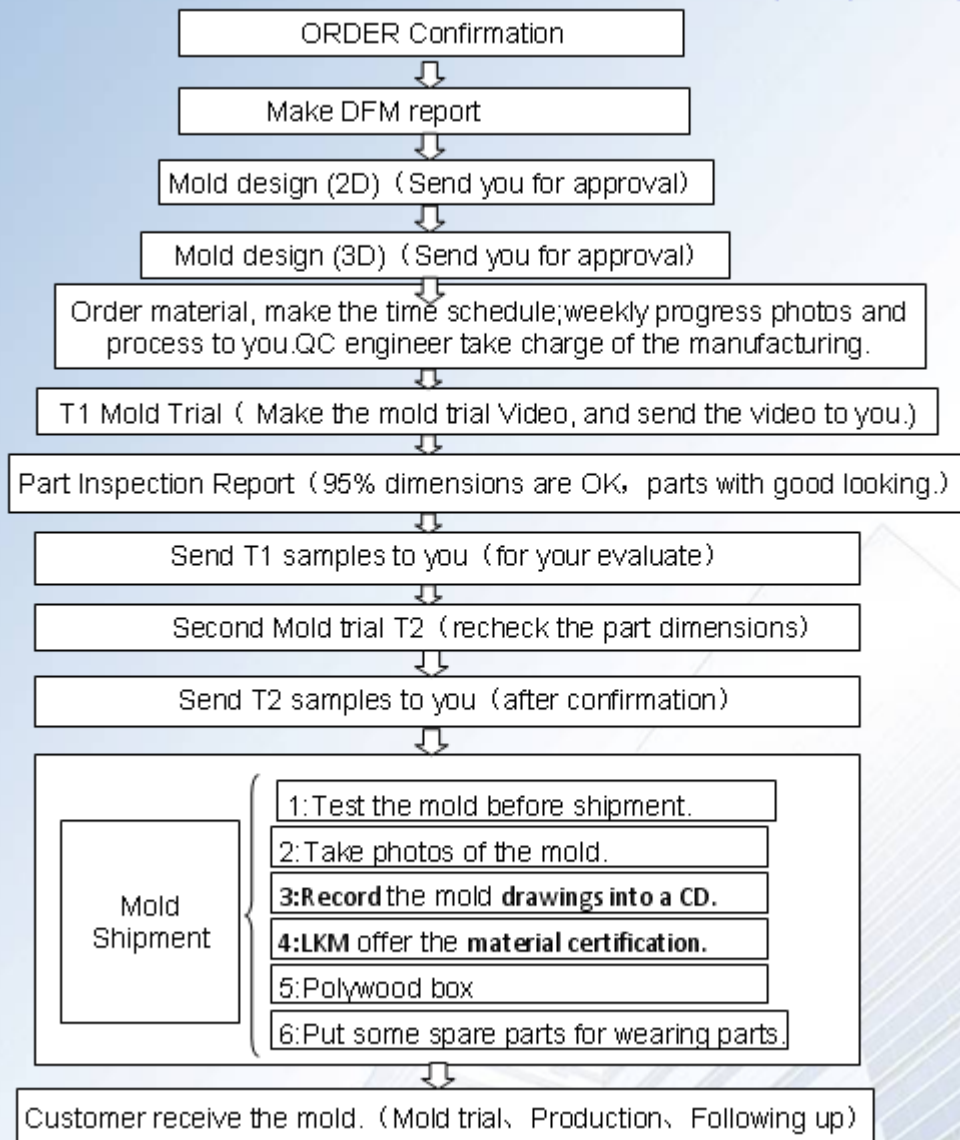 ORDER Confirmation
Make DFM report
Mold design (2D)（Send you for approval）
Mold design (3D)（Send you for approval）
Order material, make the time schedule;weekly progress photos and
process to you.QC engineer take charge of the manufacturing.
T1 Mold Trial（ Make the mold trial Video, and send the video to you.)
Part Inspection Report（95% dimensions are OK，parts with good looking.）
Send T1 samples to you（for your evaluate）
Second Mold trial T2（recheck the part dimensions）
Send T2 samples to you（after confirmation）
Mold
Shipment
1:Test the mold before shipment.
2:Take photos of the mold.
3:Record the mold drawings into a CD.
4:LKM offer the material certification.
5:Polywood box
6:Put some spare parts for wearing parts.
Customer receive the mold.（Mold trial、Production、Following up）